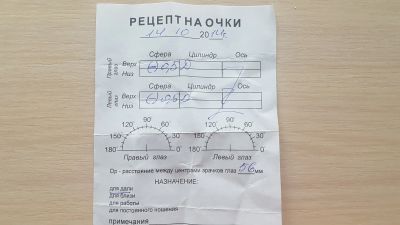 РЕЦЕПТ НА ОЧКИ
14 10 2014г.
Сфера Цилиндр Ось
Правый глаз Верх (-) 0,50
Низ
Сфера Цилиндр Ось
Левый глаз Верх (-) 0,50
Низ
120 90 60 30 0 150 180°
120 90 60 30 0 150 180°
Правый глаз Левый глаз
Dp - расстояние между центрами зрачков глаз 56 мм
НАЗНАЧЕНИЕ:
для дали
для близи
для работы
для постоянного ношения
примечания